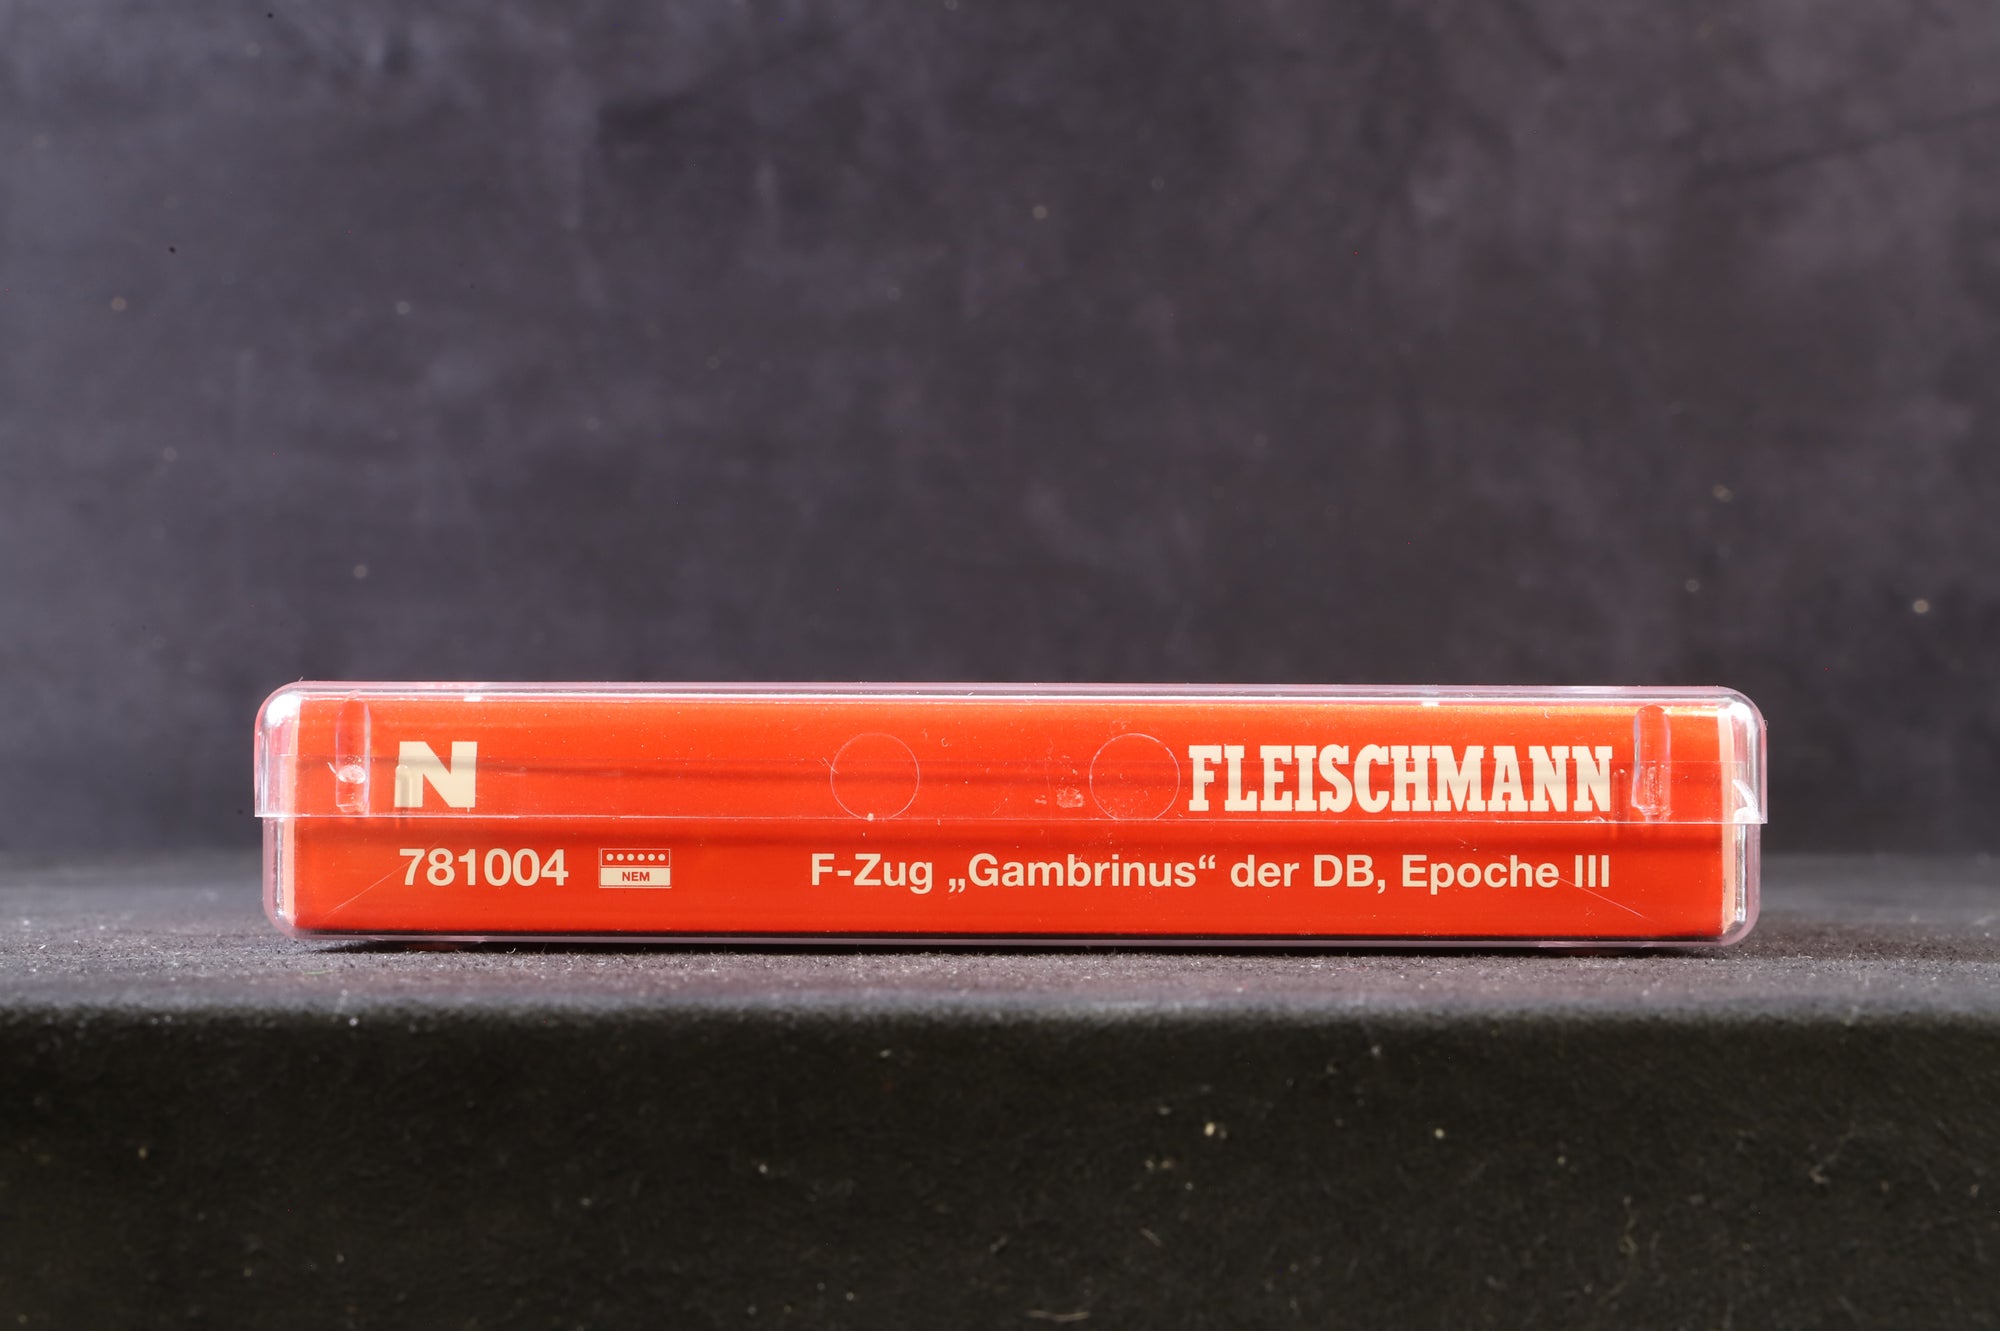 N FLEISCHMANN
781004 NEM F-Zug „Gambrinus“ der DB, Epoche III